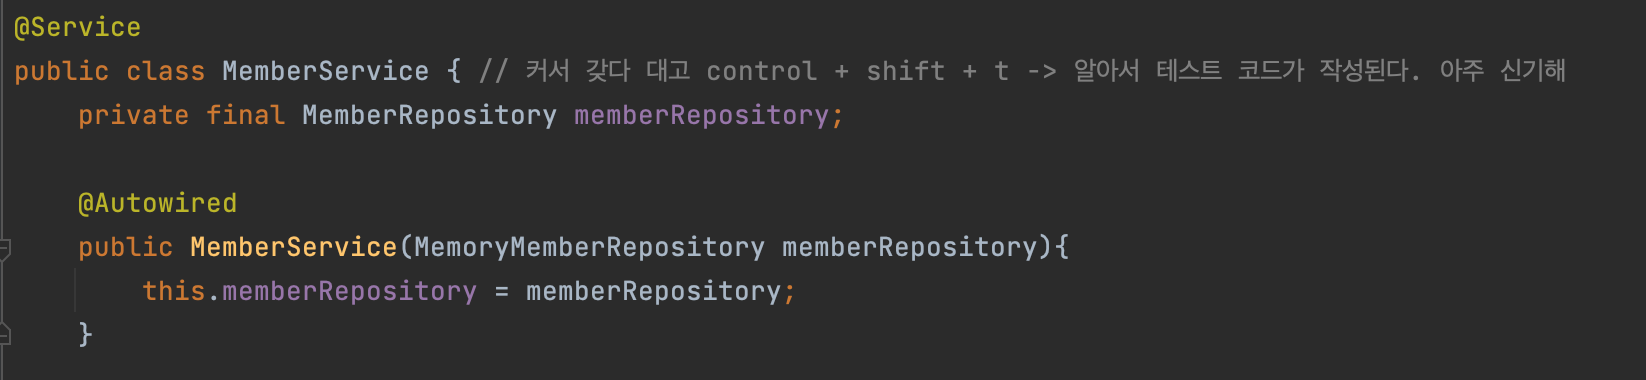 @Service
public class MemberService { // 커서 갖다 대고 control + shift + t -> 알아서 테스트 코드가 작성된다. 아주 신기해
    private final MemberRepository memberRepository;
    @Autowired
    public MemberService(MemoryMemberRepository memberRepository){
        this.memberRepository = memberRepository;
    }